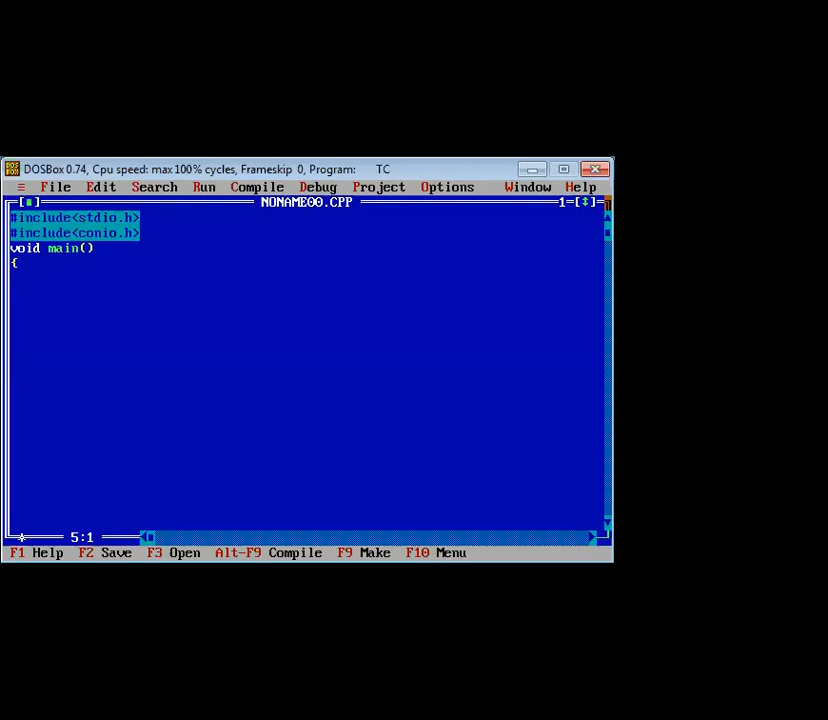 DOSBox 0.74, Cpu speed: max 100% cycles, Frameskip 0, Program: TC
≡ File Edit Search Run Compile Debug Project Options Window Help
[■] NONAME00.CPP 1=[↕]
#include<stdio.h>
#include<conio.h>
void main()
{
* 5:1
F1 Help F2 Save F3 Open Alt-F9 Compile F9 Make F10 Menu